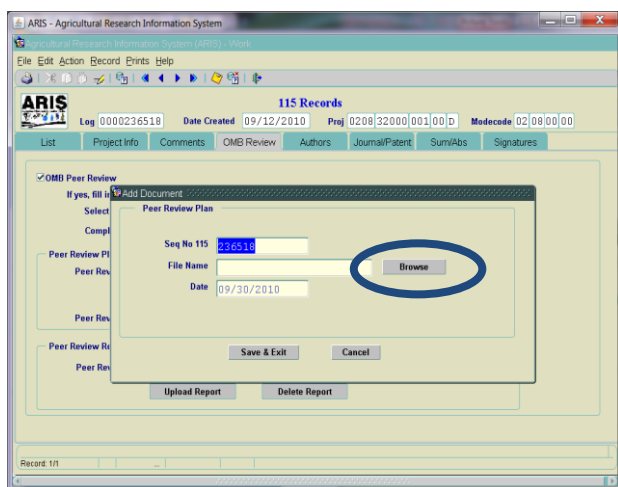 ARIS - Agricultural Research Information System
Agricultural Research Information System (ARIS) - Work
File Edit Action Record Prints Help
ARIS
115 Records
Log 0000236518 Date Created 09/12/2010 Proj 0208 32000 001 00 D Modecode 02 08 00 00
List Project Info Comments OMB Review Authors Journal/Patent Sum/Abs Signatures
OMB Peer Review
If yes, fill in
Add Document
Select
Peer Review Plan
Compl
Seq No 115 236518
Peer Review Pl
File Name Browse
Peer Rev
Date 09/30/2010
Peer Rev
Peer Review Re
Save & Exit Cancel
Peer Rev
Upload Report Delete Report
Record: 1/1 ...